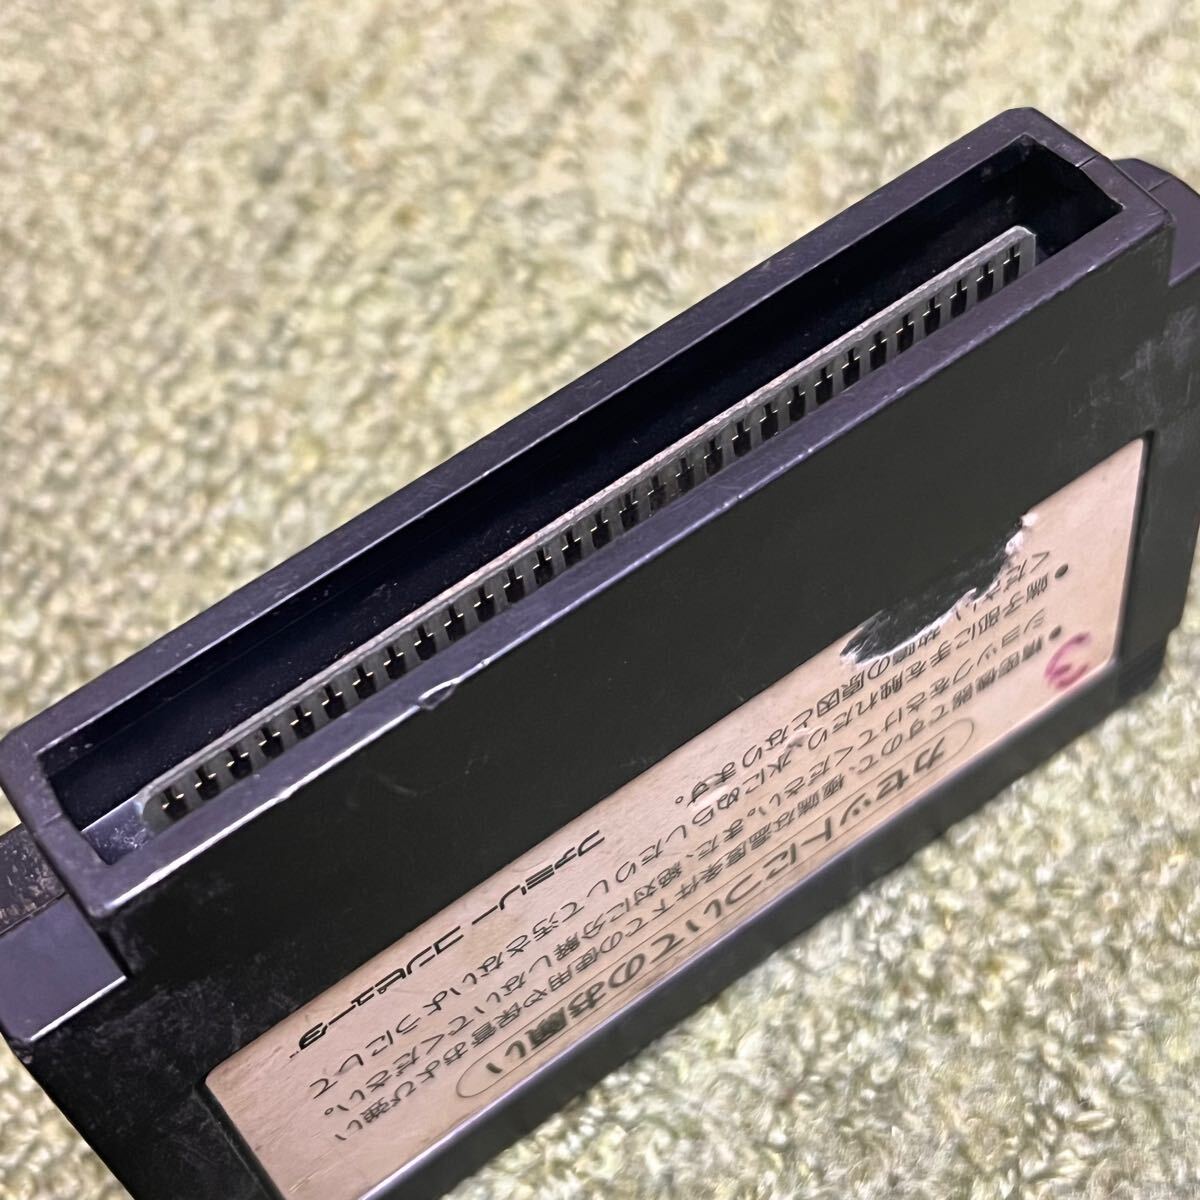 カセットについてのお願い
精密機器ですので、極端な温度条件下での使用や保管および強い
ショックをさけてください。また、絶対に分解しないでください。
端子部に手を触れたり、水にぬらしたりして汚さないようにして
ください。故障の原因となります。
ファミリー コンピュータ™